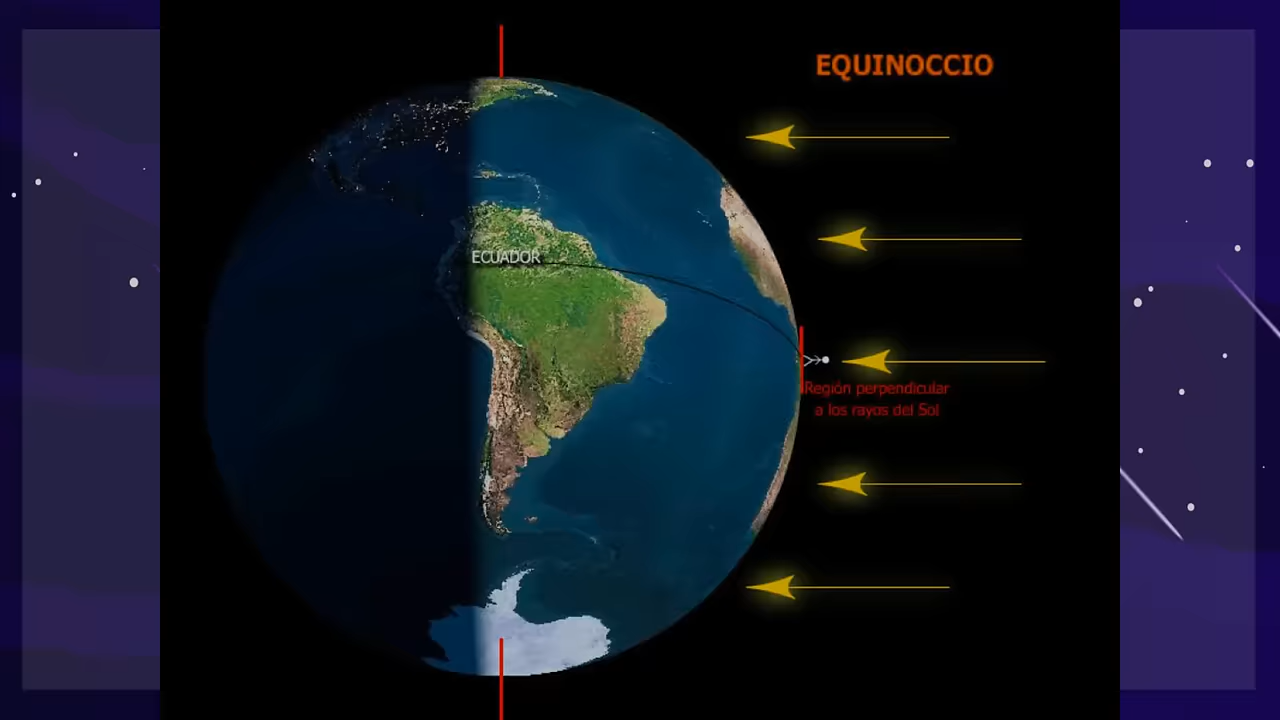 EQUINOCCIO
ECUADOR
Región perpendicular
a los rayos del Sol